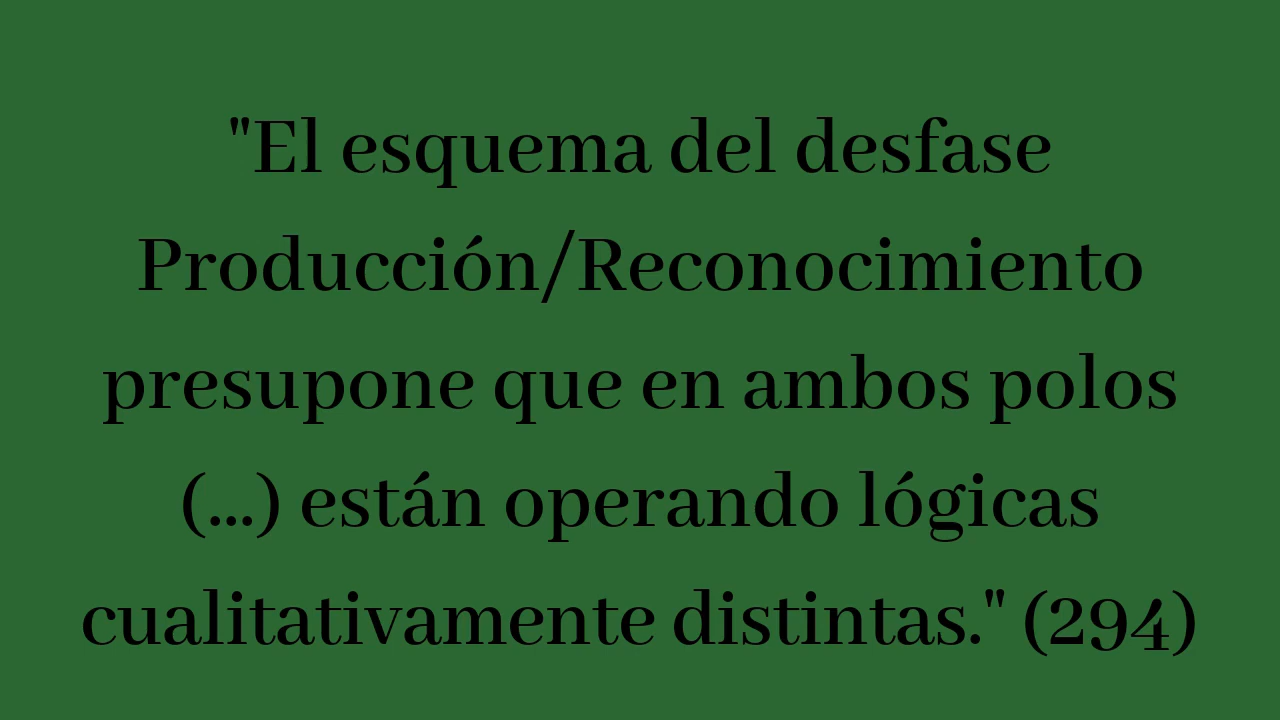 "El esquema del desfase
Producción/Reconocimiento
presupone que en ambos polos
(...) están operando lógicas
cualitativamente distintas." (294)